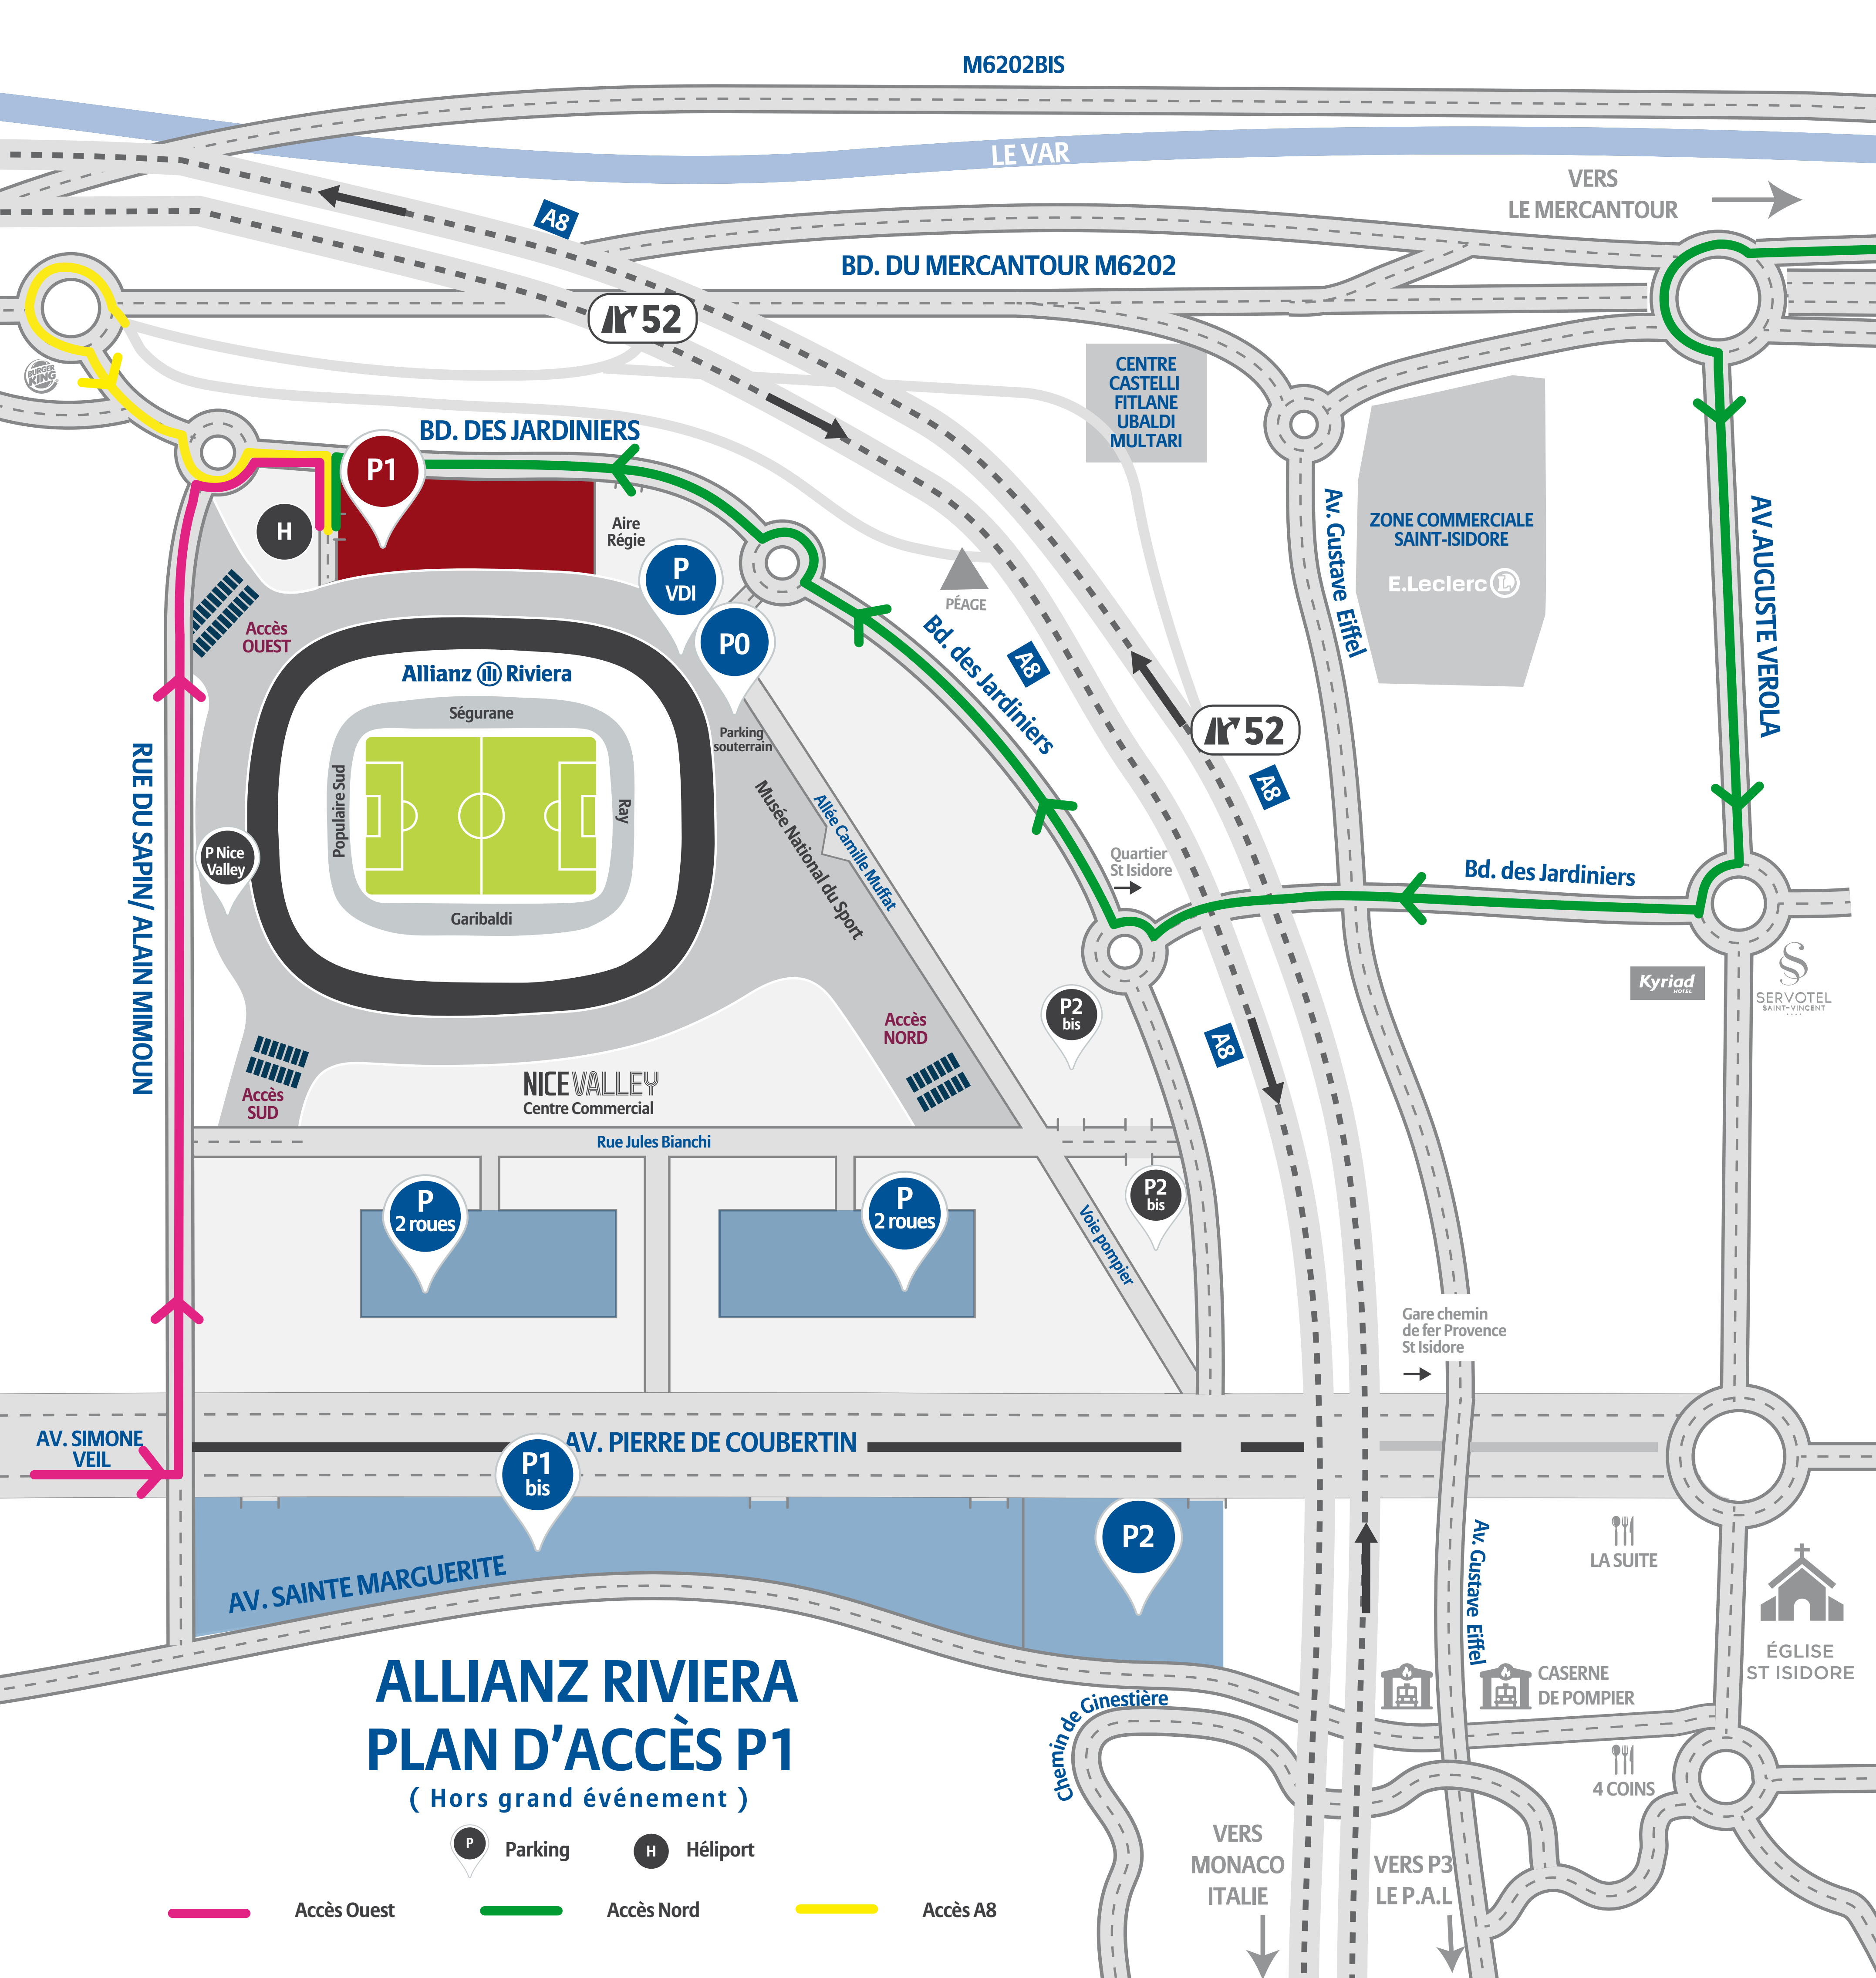 M6202BIS
LE VAR
VERS
LE MERCANTOUR
A8
BD. DU MERCANTOUR M6202
52
BURGER
KING
CENTRE
CASTELLI
FITLANE
UBALDI
MULTARI
BD. DES JARDINIERS
P1
H
Aire
Régie
P
VDI
P0
PÉAGE
Av. Gustave Eiffel
ZONE COMMERCIALE
SAINT-ISIDORE
E.Leclerc L
AV.AUGUSTE VEROLA
Accès
OUEST
Allianz Riviera
Ségurane
Populaire Sud
Ray
Garibaldi
Parking
souterrain
Bd. des Jardiniers
A8
52
A8
RUE DU SAPIN/ ALAIN MIMOUN
P Nice
Valley
Musée National du Sport
Allée Camille Muffat
Quartier
St Isidore
Bd. des Jardiniers
Kyriad
HOTEL
SERVOTEL
SAINT-VINCENT
P2
bis
A8
Accès
NORD
Accès
SUD
NICEVALLEY
Centre Commercial
Rue Jules Bianchi
P
2 roues
P
2 roues
P2
bis
Voie pompier
Gare chemin
de fer Provence
St Isidore
AV. SIMONE
VEIL
AV. PIERRE DE COUBERTIN
P1
bis
P2
AV. SAINTE MARGUERITE
Av. Gustave Eiffel
LA SUITE
ÉGLISE
ST ISIDORE
CASERNE
DE POMPIER
4 COINS
Chemin de Ginestière
ALLIANZ RIVIERA
PLAN D'ACCÈS P1
( Hors grand événement )
P
Parking
H
Héliport
VERS
MONACO
ITALIE
VERS P3
LE P.A.L
Accès Ouest
Accès Nord
Accès A8